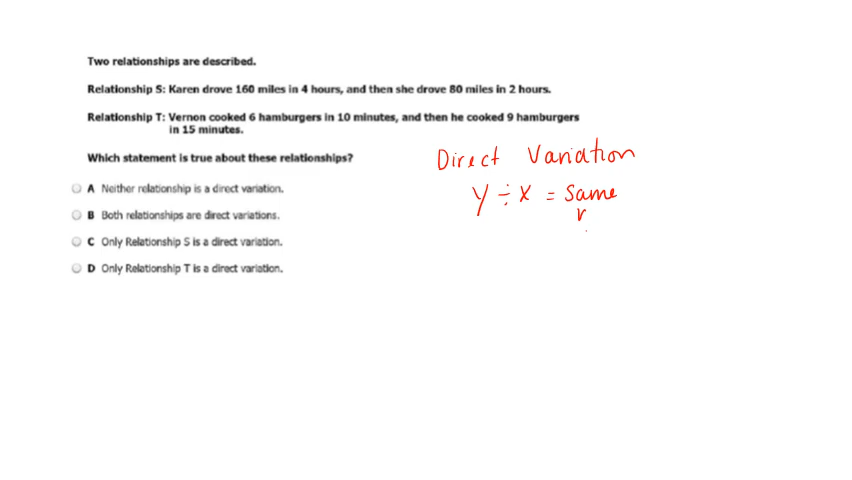 Two relationships are described.
Relationship S: Karen drove 160 miles in 4 hours, and then she drove 80 miles in 2 hours.
Relationship T: Vernon cooked 6 hamburgers in 10 minutes, and then he cooked 9 hamburgers
in 15 minutes.
Which statement is true about these relationships?
A Neither relationship is a direct variation.
B Both relationships are direct variations.
C Only Relationship S is a direct variation.
D Only Relationship T is a direct variation.
Direct Variation
y ÷ x = same
r